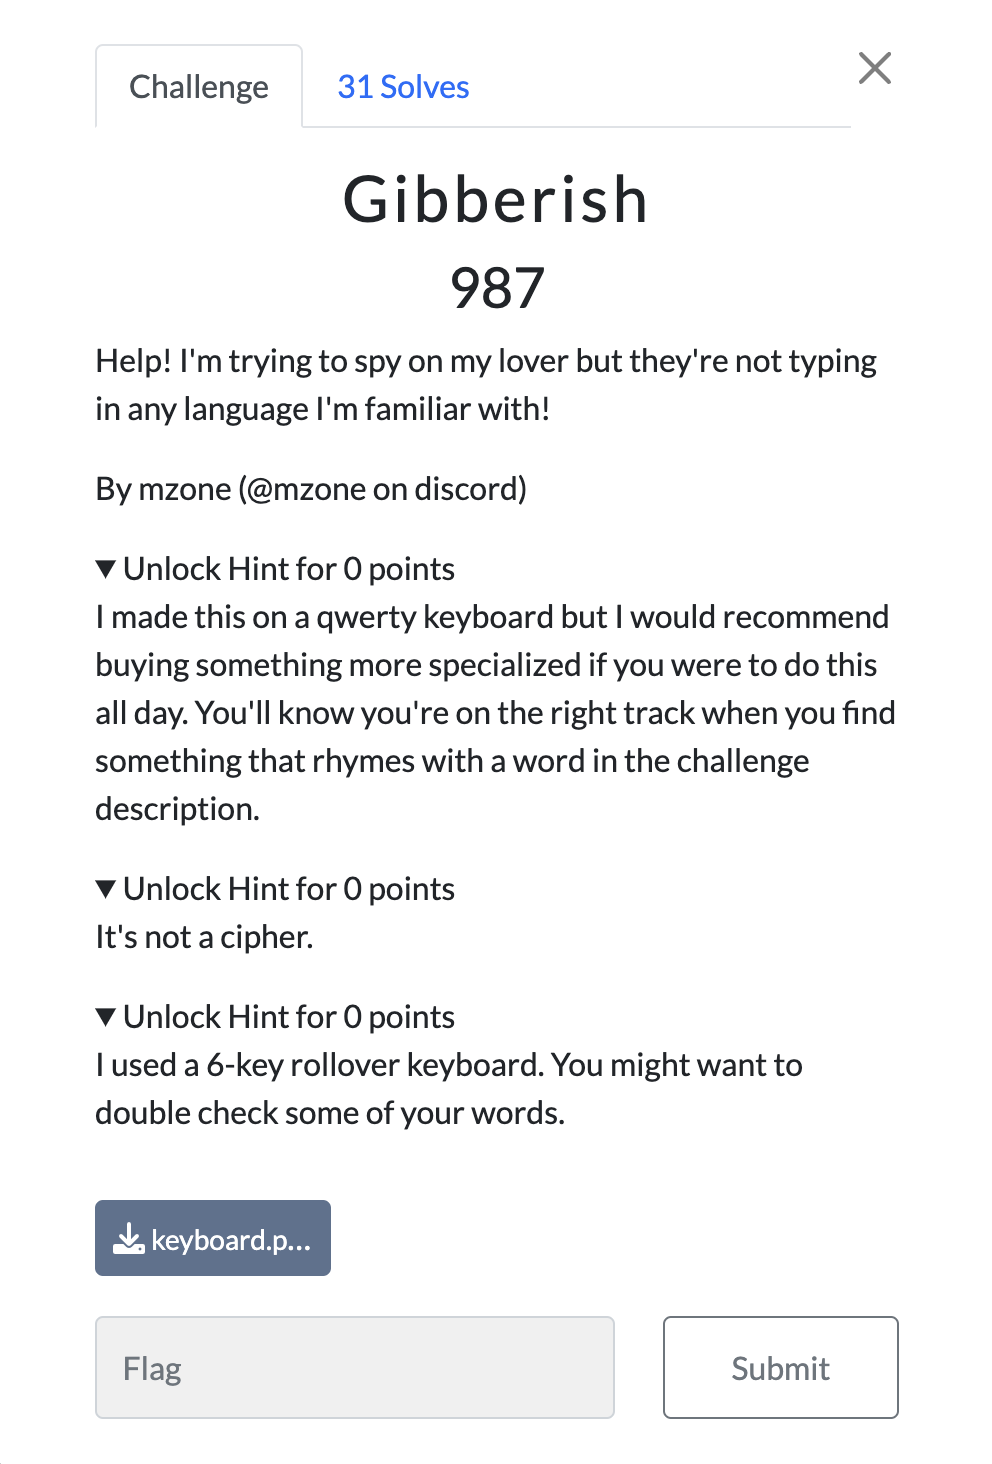 Challenge
31 Solves
Gibberish
987
Help! I'm trying to spy on my lover but they're not typing
in any language I'm familiar with!
By mzone (@mzone on discord)
▼ Unlock Hint for 0 points
I made this on a qwerty keyboard but I would recommend
buying something more specialized if you were to do this
all day. You'll know you're on the right track when you find
something that rhymes with a word in the challenge
description.
▼ Unlock Hint for 0 points
It's not a cipher.
▼ Unlock Hint for 0 points
I used a 6-key rollover keyboard. You might want to
double check some of your words.
keyboard.p...
Flag
Submit